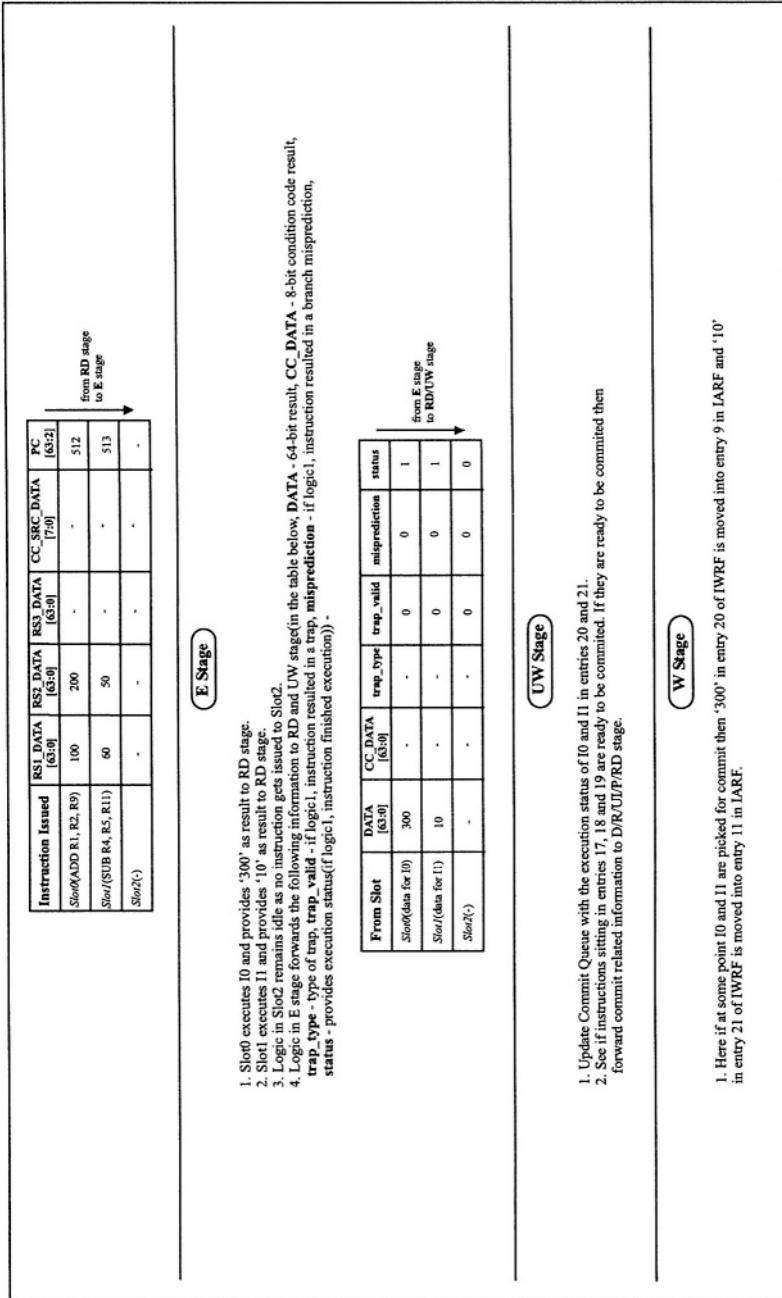 Instruction Issued RS1_DATA [63:0] RS2_DATA [63:0] RS3_DATA [63:0] CC_SRC_DATA [7:0] PC [63:2]
Slot0(ADD R1, R2, R9) 100 200 - - 512
Slot1(SUB R4, R5, R11) 60 50 - - 513
Slot2(-) - - - - -
from RD stage
to E stage
E Stage
1. Slot0 executes I0 and provides ‘300’ as result to RD stage.
2. Slot1 executes I1 and provides ‘10’ as result to RD stage.
3. Logic in Slot2 remains idle as no instruction gets issued to Slot2.
4. Logic in E stage forwards the following information to RD and UW stage(in the table below, DATA - 64-bit result, CC_DATA - 8-bit condition code result,
trap_type - type of trap, trap_valid - if logic1, instruction resulted in a trap, misprediction - if logic1, instruction resulted in a branch misprediction,
status - provides execution status(if logic1, instruction finished execution)) -
From Slot DATA [63:0] CC_DATA [63:0] trap_type trap_valid misprediction status
Slot0(data for I0) 300 - - 0 0 1
Slot1(data for I1) 10 - - 0 0 1
Slot2(-) - - - 0 0 0
from E stage
to RD/UW stage
UW Stage
1. Update Commit Queue with the execution status of I0 and I1 in entries 20 and 21.
2. See if instructions sitting in entries 17, 18 and 19 are ready to be commited. If they are ready to be commited then
forward commit related information to D/R/UI/P/RD stage.
W Stage
1. Here if at some point I0 and I1 are picked for commit then ‘300’ in entry 20 of IWRF is moved into entry 9 in IARF and ‘10’
in entry 21 of IWRF is moved into entry 11 in IARF.